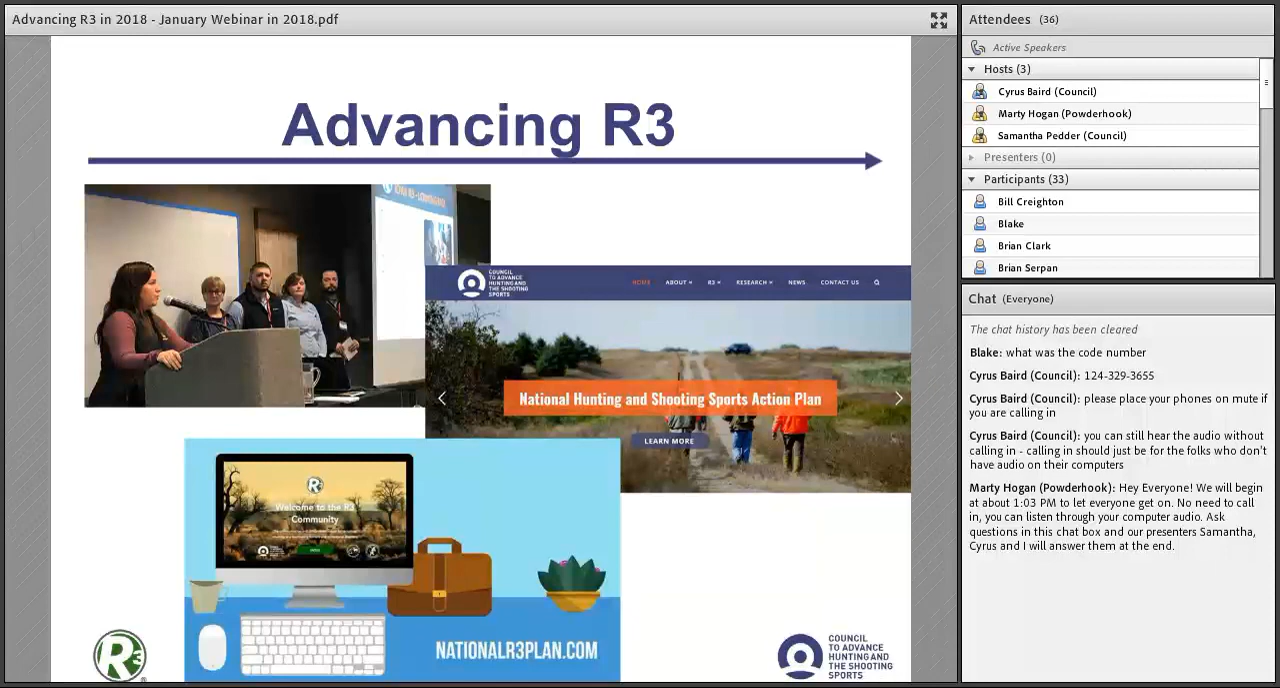 Advancing R3 in 2018 - January Webinar in 2018.pdf
Advancing R3
COUNCIL
TO ADVANCE
HUNTING AND
THE SHOOTING
SPORTS
HOME ABOUT R3 RESEARCH NEWS CONTACT US
National Hunting and Shooting Sports Action Plan
LEARN MORE
R3
Welcome to the R3
Community
NATIONALR3PLAN.COM
R3
COUNCIL
TO ADVANCE
HUNTING AND
THE SHOOTING
SPORTS
Attendees (36)
Active Speakers
Hosts (3)
Cyrus Baird (Council)
Marty Hogan (Powderhook)
Samantha Pedder (Council)
Presenters (0)
Participants (33)
Bill Creighton
Blake
Brian Clark
Brian Serpan
Chat (Everyone)
The chat history has been cleared
Blake: what was the code number
Cyrus Baird (Council): 124-329-3655
Cyrus Baird (Council): please place your phones on mute if
you are calling in
Cyrus Baird (Council): you can still hear the audio without
calling in - calling in should just be for the folks who don't
have audio on their computers
Marty Hogan (Powderhook): Hey Everyone! We will begin
at about 1:03 PM to let everyone get on. No need to call
in, you can listen through your computer audio. Ask
questions in this chat box and our presenters Samantha,
Cyrus and I will answer them at the end.